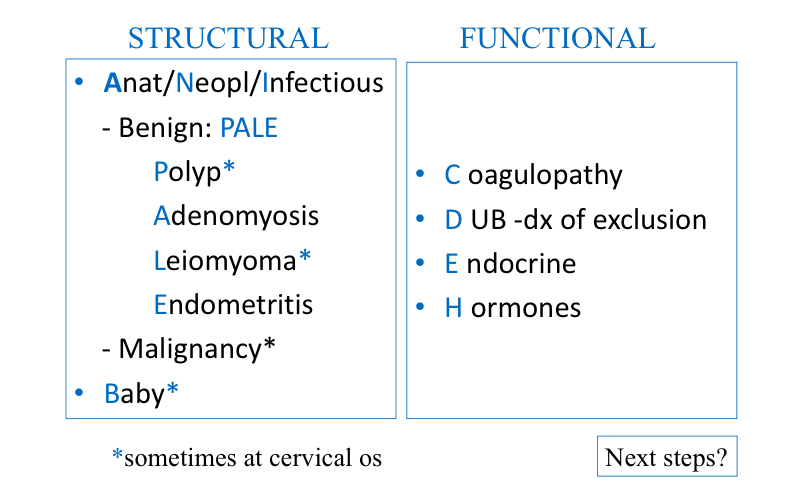 STRUCTURAL
• Anat/Neopl/Infectious
- Benign: PALE
Polyp*
Adenomyosis
Leiomyoma*
Endometritis
- Malignancy*
• Baby*
*sometimes at cervical os
FUNCTIONAL
• C oagulopathy
• D UB -dx of exclusion
• E ndocrine
• H ormones
Next steps?